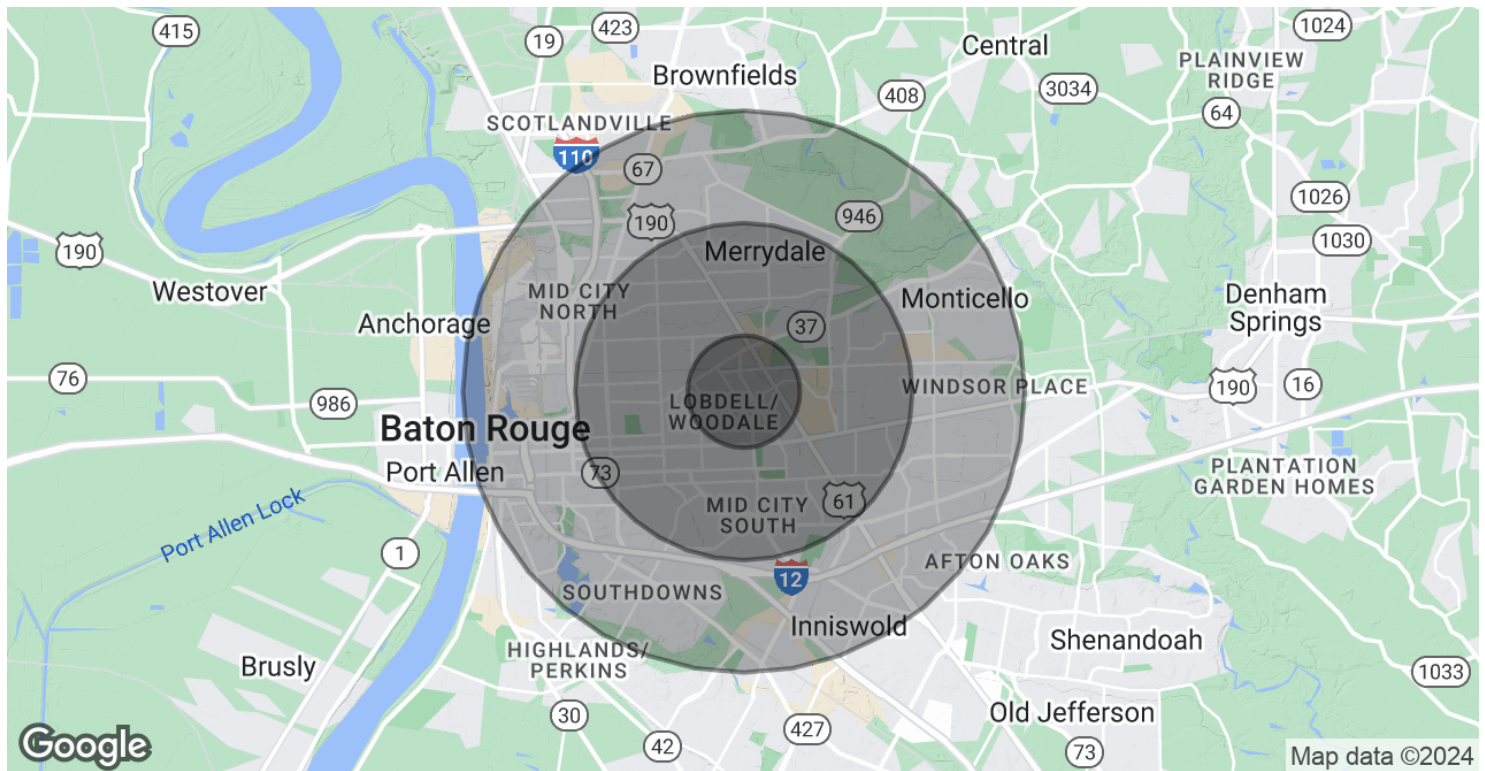 415
19
423
1024
Central
Brownfields
PLAINVIEW
RIDGE
408
3034
64
SCOTLANDVILLE
110
67
1026
190
190
946
1030
Merrydale
Westover
MID CITY
NORTH
Monticello
Denham
Springs
Anchorage
37
76
986
WINDSOR PLACE
190
16
LOBDELL/
WOODALE
Baton Rouge
Port Allen
73
PLANTATION
GARDEN HOMES
MID CITY
SOUTH
61
Port Allen Lock
1
AFTON OAKS
12
SOUTHDOWNS
Inniswold
Shenandoah
HIGHLANDS/
PERKINS
Brusly
1033
30
Old Jefferson
427
42
73
Google
Map data ©2024